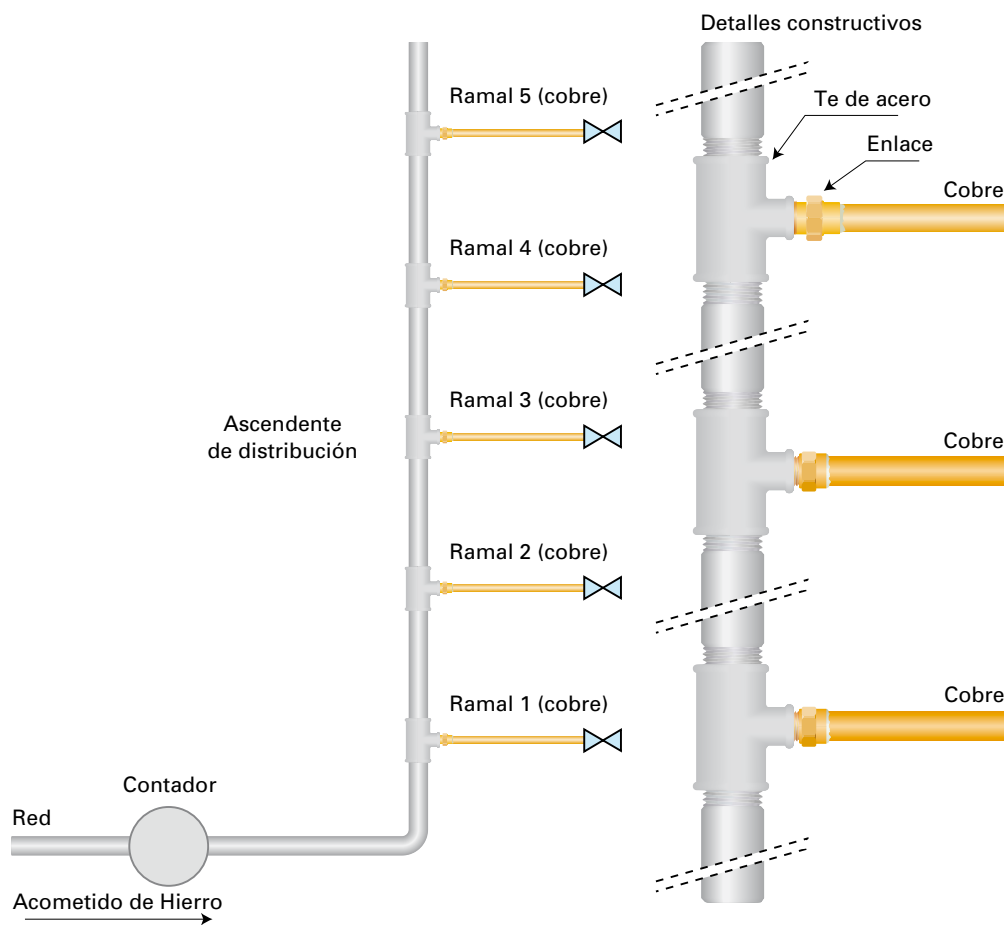 Detalles constructivos
Ramal 5 (cobre)
Te de acero
Enlace
Cobre
Ramal 4 (cobre)
Ramal 3 (cobre)
Ascendente
de distribución
Cobre
Ramal 2 (cobre)
Ramal 1 (cobre)
Cobre
Contador
Red
Acometido de Hierro